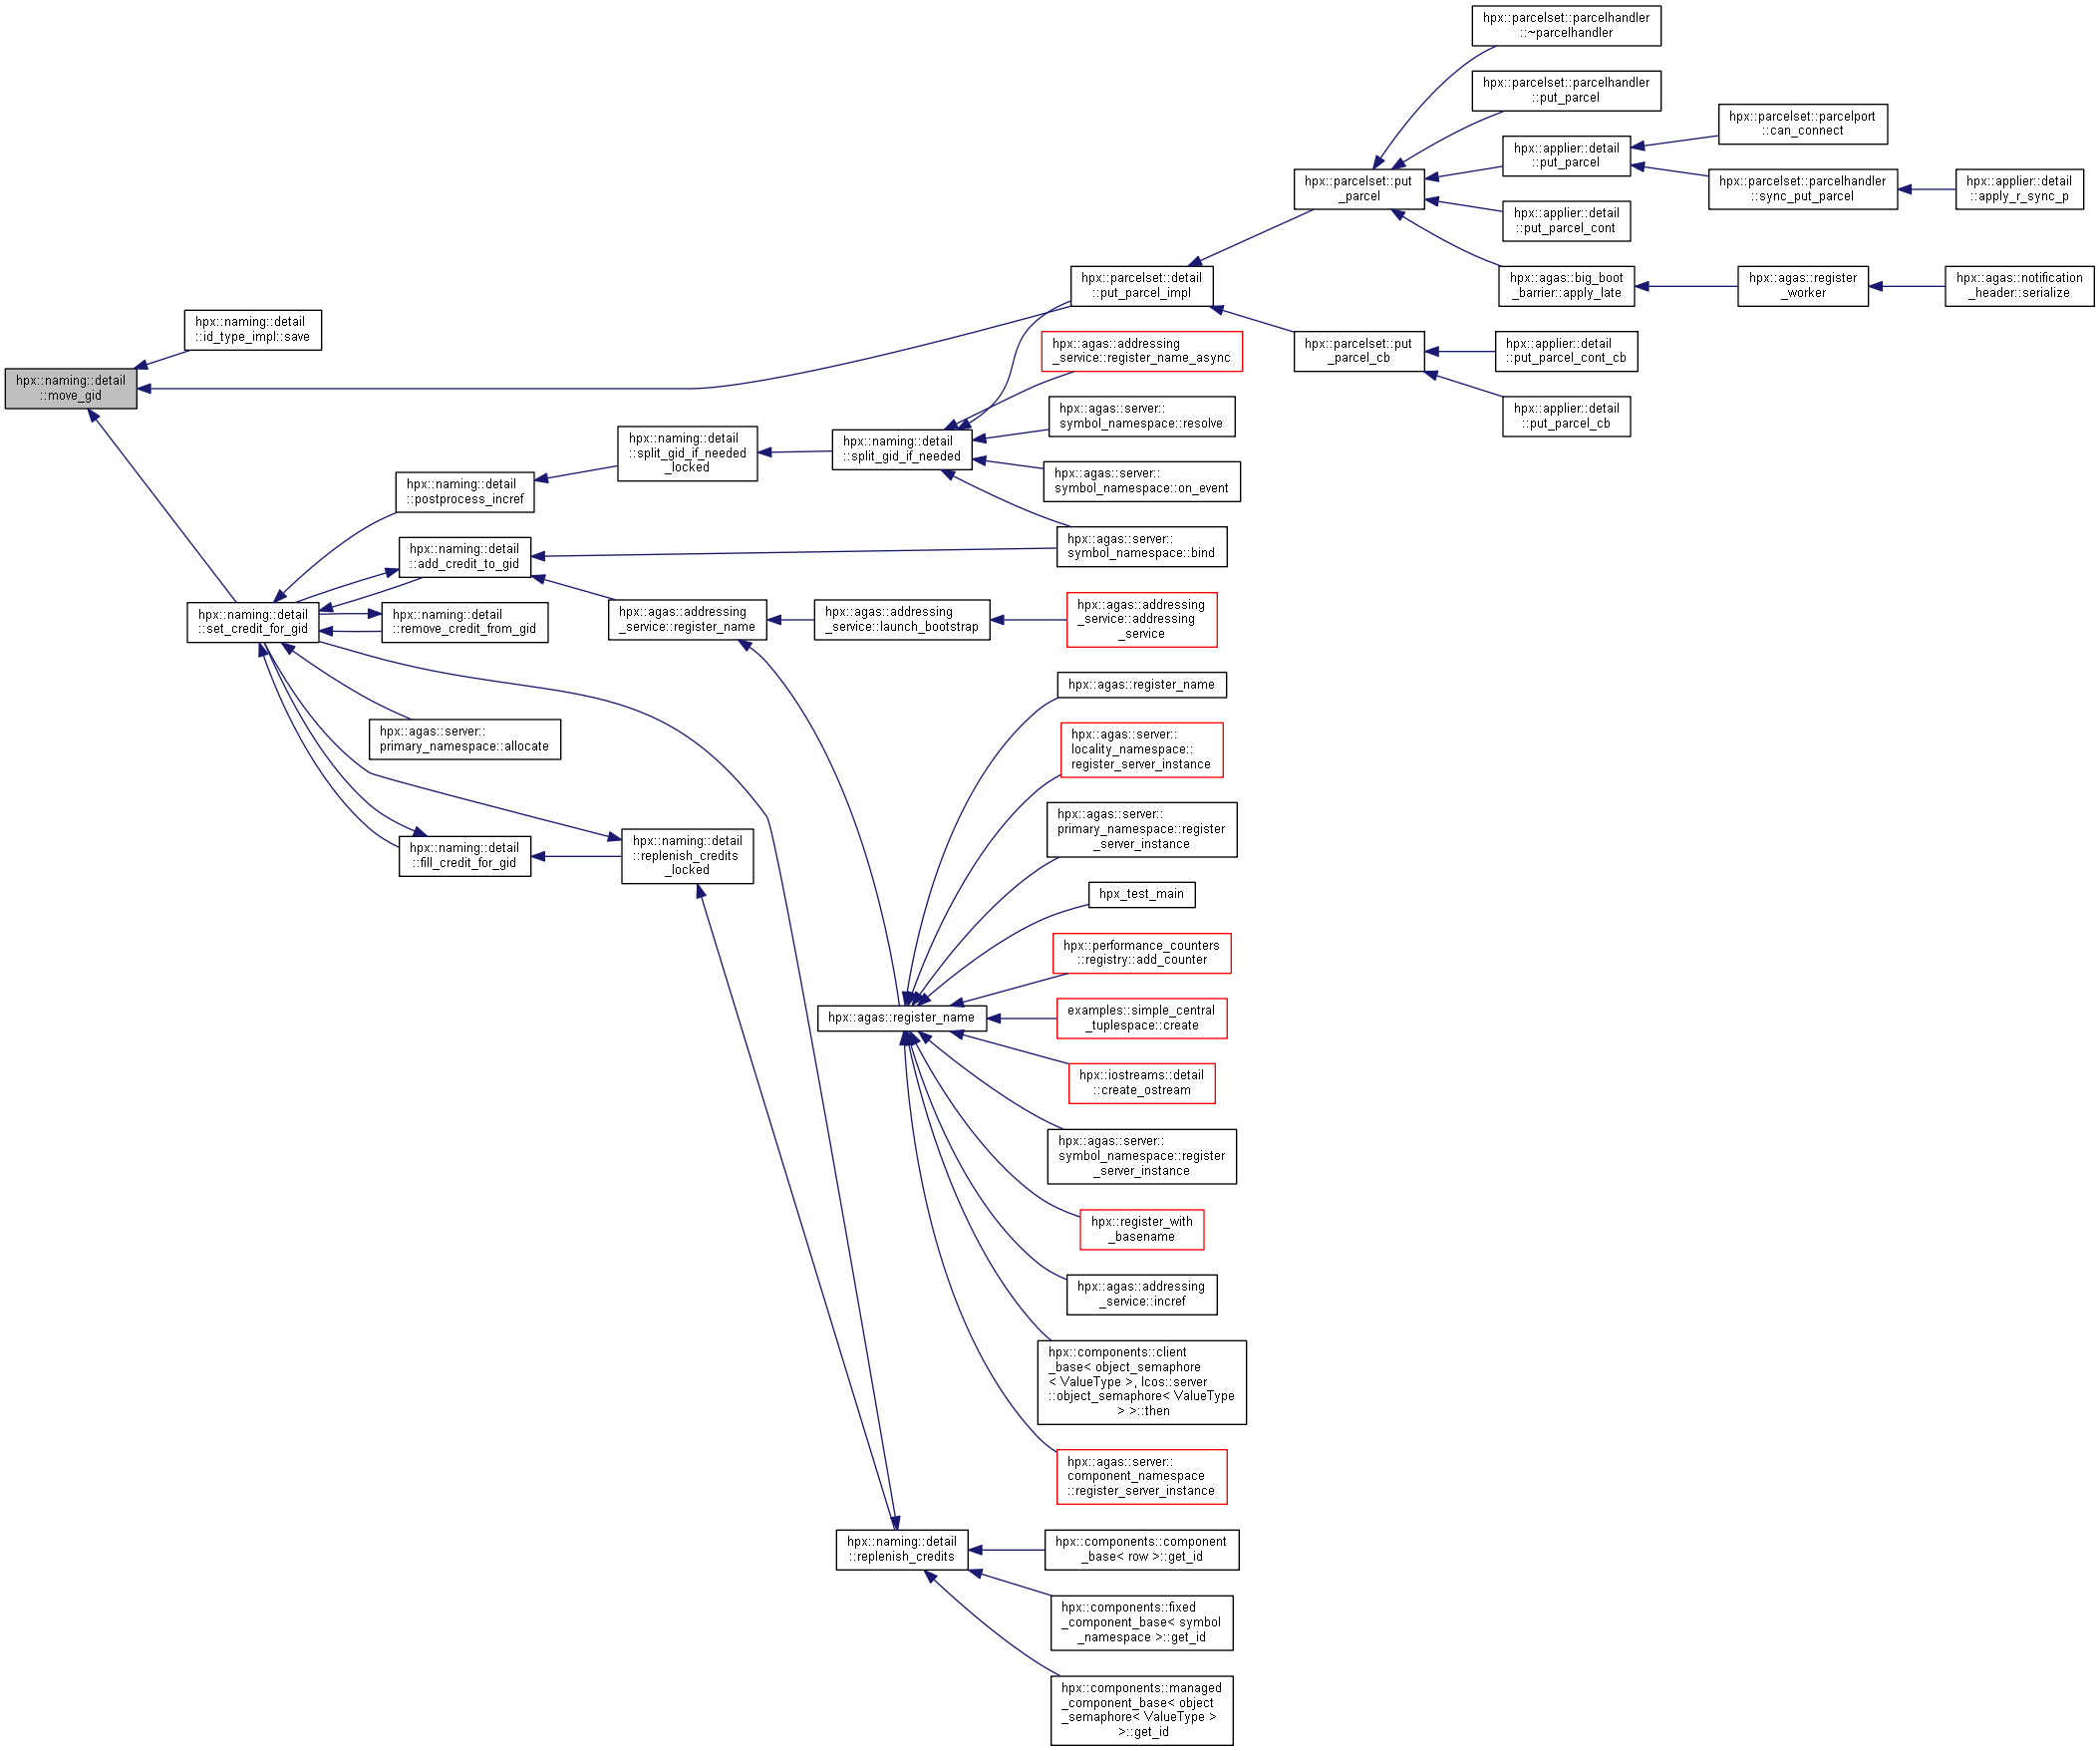 hpx::parcelset::parcelhandler
::~parcelhandler
hpx::parcelset::parcelhandler
::put_parcel
hpx::parcelset::parcelport
::can_connect
hpx::applier::detail
::put_parcel
hpx::parcelset::put
_parcel
hpx::parcelset::parcelhandler
::sync_put_parcel
hpx::applier::detail
::apply_r_sync_p
hpx::applier::detail
::put_parcel_cont
hpx::parcelset::detail
::put_parcel_impl
hpx::agas::big_boot
_barrier::apply_late
hpx::agas::register
_worker
hpx::agas::notification
_header::serialize
hpx::naming::detail
::id_type_impl::save
hpx::agas::addressing
_service::register_name_async
hpx::parcelset::put
_parcel_cb
hpx::applier::detail
::put_parcel_cont_cb
hpx::naming::detail
::move_gid
hpx::agas::server::
symbol_namespace::resolve
hpx::applier::detail
::put_parcel_cb
hpx::naming::detail
::split_gid_if_needed
_locked
hpx::naming::detail
::split_gid_if_needed
hpx::naming::detail
::postprocess_incref
hpx::agas::server::
symbol_namespace::on_event
hpx::agas::server::
symbol_namespace::bind
hpx::naming::detail
::add_credit_to_gid
hpx::naming::detail
::set_credit_for_gid
hpx::naming::detail
::remove_credit_from_gid
hpx::agas::addressing
_service::register_name
hpx::agas::addressing
_service::launch_bootstrap
hpx::agas::addressing
_service::addressing
_service
hpx::agas::register_name
hpx::agas::server::
primary_namespace::allocate
hpx::agas::server::
locality_namespace::
register_server_instance
hpx::agas::server::
primary_namespace::register
_server_instance
hpx::naming::detail
::fill_credit_for_gid
hpx::naming::detail
::replenish_credits
_locked
hpx_test_main
hpx::performance_counters
::registry::add_counter
hpx::agas::register_name
examples::simple_central
_tuplespace::create
hpx::iostreams::detail
::create_ostream
hpx::agas::server::
symbol_namespace::register
_server_instance
hpx::register_with
_basename
hpx::agas::addressing
_service::incref
hpx::components::client
_base< object_semaphore
< ValueType >, lcos::server
::object_semaphore< ValueType
> >::then
hpx::agas::server::
component_namespace
::register_server_instance
hpx::naming::detail
::replenish_credits
hpx::components::component
_base< row >::get_id
hpx::components::fixed
_component_base< symbol
_namespace >::get_id
hpx::components::managed
_component_base< object
_semaphore< ValueType >
>::get_id